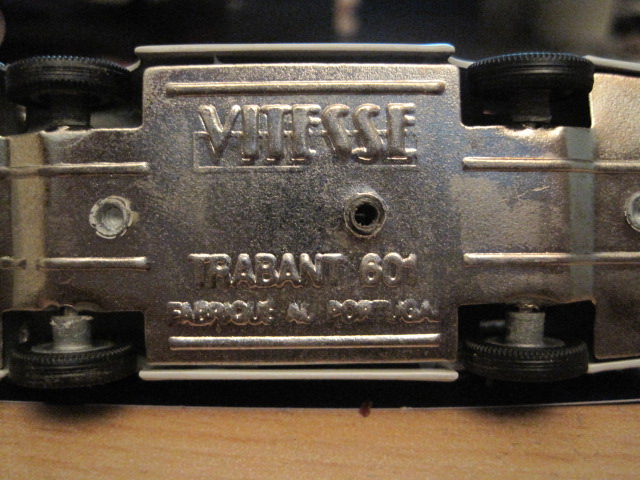 VITESSE
TRABANT 601
FABRIQUÉ AU PORTUGAL